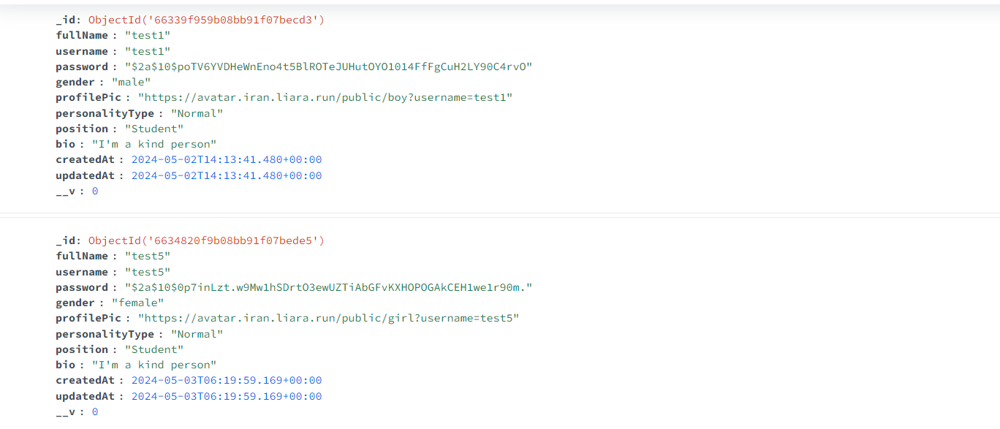 _id: ObjectId('66339f959b08bb91f07becd3')
fullName : "test1"
username : "test1"
password : "$2a$10$poTV6YVDHeWnEno4t5BlROTeJUHutOYO1014FfFgCuH2LY90C4rvO"
gender : "male"
profilePic : "https://avatar.iran.liara.run/public/boy?username=test1"
personalityType : "Normal"
position : "Student"
bio : "I'm a kind person"
createdAt : 2024-05-02T14:13:41.480+00:00
updatedAt : 2024-05-02T14:13:41.480+00:00
__v : 0
_id: ObjectId('6634820f9b08bb91f07bede5')
fullName : "test5"
username : "test5"
password : "$2a$10$0p7inLzt.w9Mw1hSDrtO3ewUZTiAbGFvKXHOPOGAkCEH1we1r90m."
gender : "female"
profilePic : "https://avatar.iran.liara.run/public/girl?username=test5"
personalityType : "Normal"
position : "Student"
bio : "I'm a kind person"
createdAt : 2024-05-03T06:19:59.169+00:00
updatedAt : 2024-05-03T06:19:59.169+00:00
__v : 0